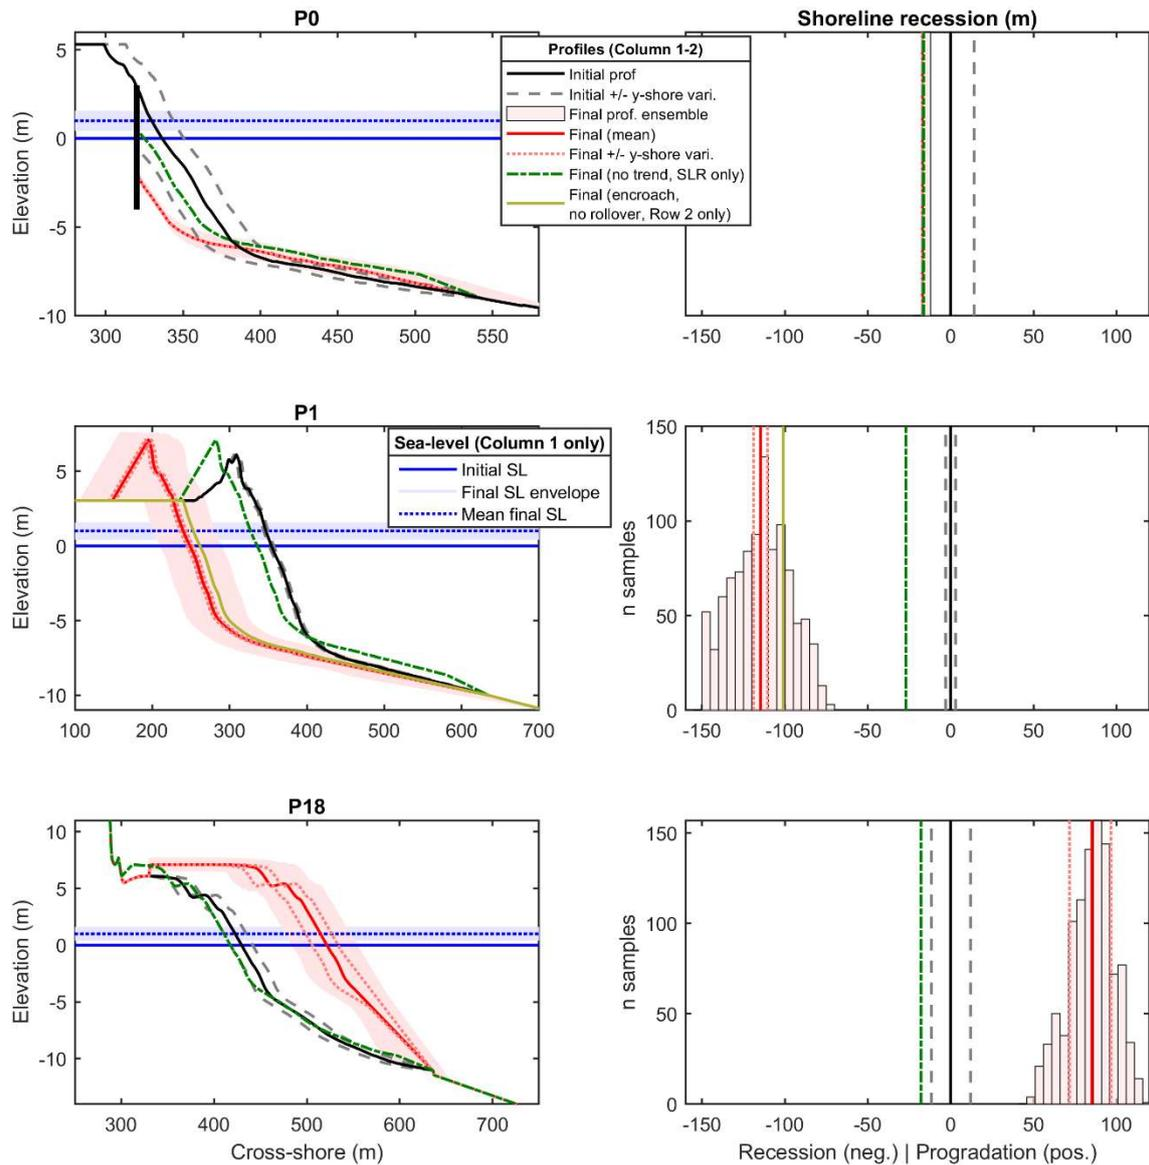 P0
5
0
-5
-10
Elevation (m)
300
350
400
450
500
550
Profiles (Column 1-2)
Initial prof
Initial +/- y-shore vari.
Final prof. ensemble
Final (mean)
Final +/- y-shore vari.
Final (no trend, SLR only)
Final (encroach,
no rollover, Row 2 only)
Shoreline recession (m)
-150
-100
-50
0
50
100
P1
5
0
-5
-10
Elevation (m)
100
200
300
400
500
600
700
Sea-level (Column 1 only)
Initial SL
Final SL envelope
Mean final SL
150
100
50
0
n samples
-150
-100
-50
0
50
100
P18
10
5
0
-5
-10
Elevation (m)
300
400
500
600
700
Cross-shore (m)
150
100
50
0
n samples
-150
-100
-50
0
50
100
Recession (neg.) | Progradation (pos.)